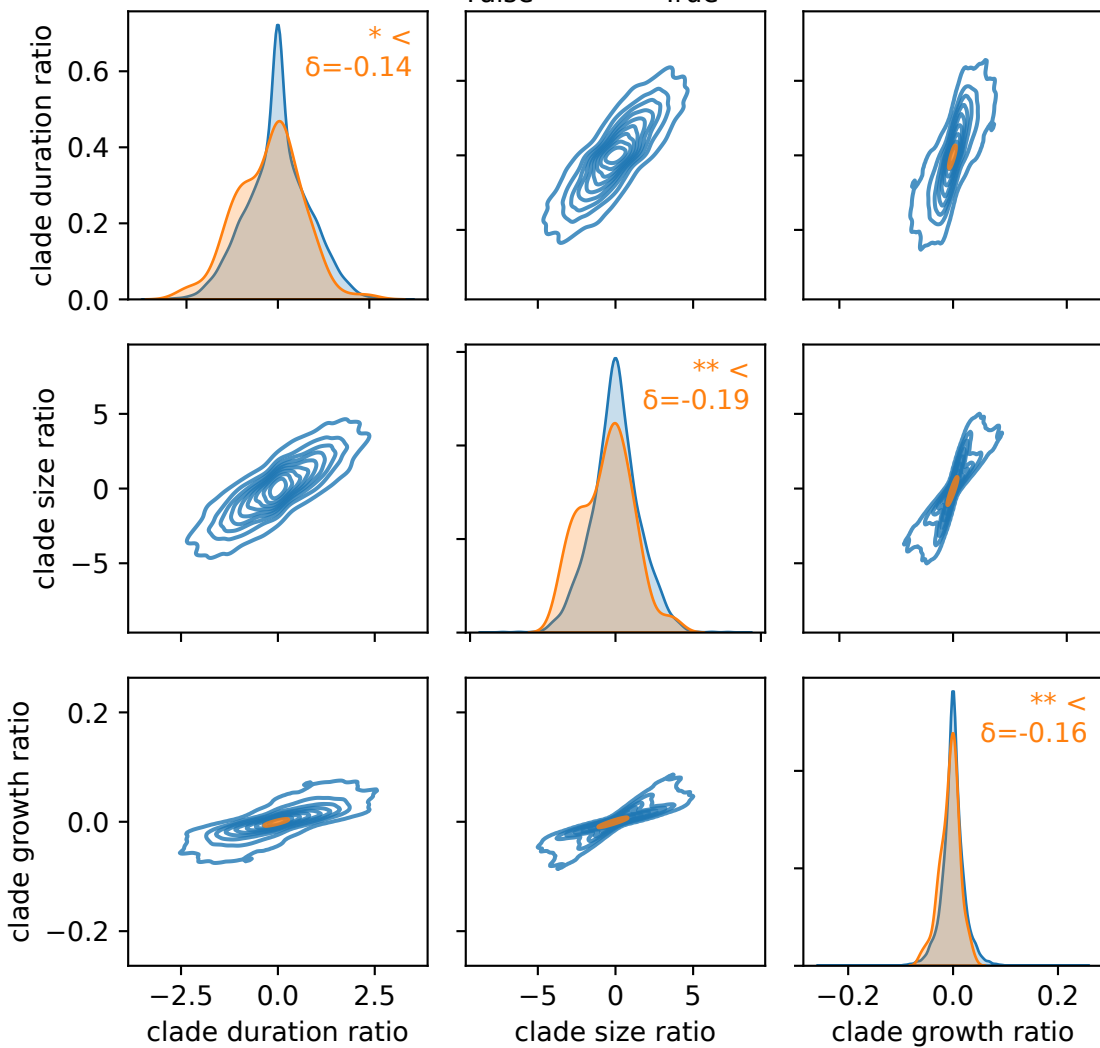 * <
δ=-0.14
clade duration ratio
0.6
0.4
0.2
0.0
** <
δ=-0.19
clade size ratio
5
0
−5
** <
δ=-0.16
clade growth ratio
0.2
0.0
−0.2
−2.5 0.0 2.5
−5 0 5
−0.2 0.0 0.2
clade duration ratio
clade size ratio
clade growth ratio